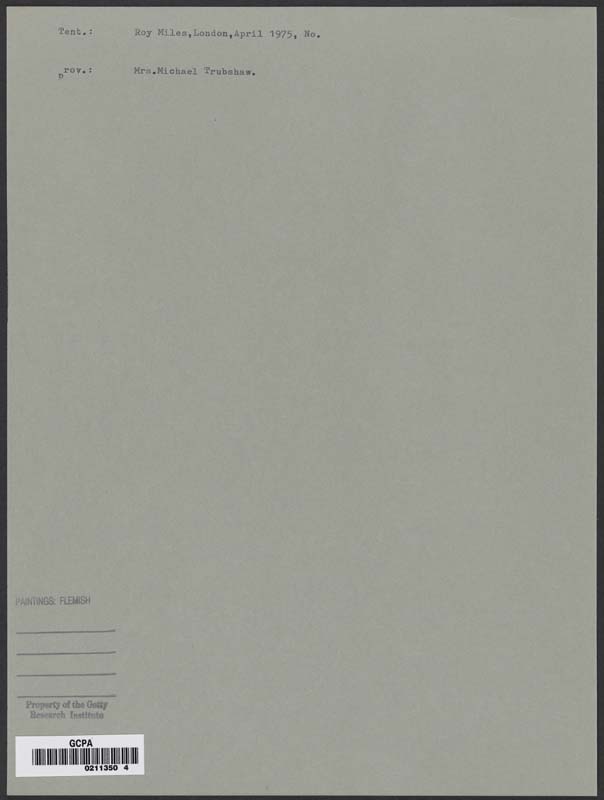 Tent.: Roy Miles,London,April 1975, No.
prov.: Mrs.Michael Trubshaw.
PAINTINGS: FLEMISH
Property of the Getty
Research Institute
GCPA
0211350 4